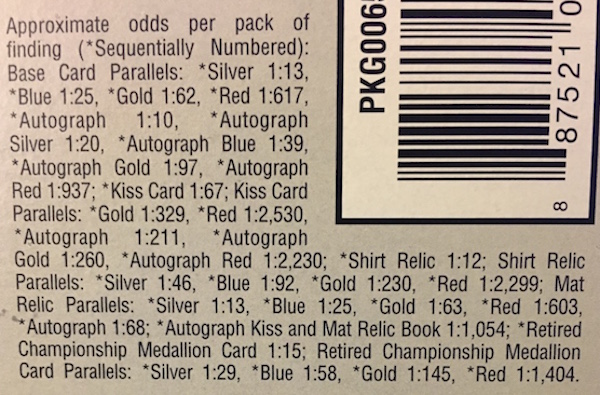 Approximate odds per pack of
finding (*Sequentially Numbered):
Base Card Parallels: *Silver 1:13,
*Blue 1:25, *Gold 1:62, *Red 1:617,
*Autograph 1:10, *Autograph
Silver 1:20, *Autograph Blue 1:39,
*Autograph Gold 1:97, *Autograph
Red 1:937; *Kiss Card 1:67; Kiss Card
Parallels: *Gold 1:329, *Red 1:2,530,
*Autograph 1:211, *Autograph
Gold 1:260, *Autograph Red 1:2,230; *Shirt Relic 1:12; Shirt Relic
Parallels: *Silver 1:46, *Blue 1:92, *Gold 1:230, *Red 1:2,299; Mat
Relic Parallels: *Silver 1:13, *Blue 1:25, *Gold 1:63, *Red 1:603,
*Autograph 1:68; *Autograph Kiss and Mat Relic Book 1:1,054; *Retired
Championship Medallion Card 1:15; Retired Championship Medallion
Card Parallels: *Silver 1:29, *Blue 1:58, *Gold 1:145, *Red 1:1,404.
PKG0065
8 87521 0